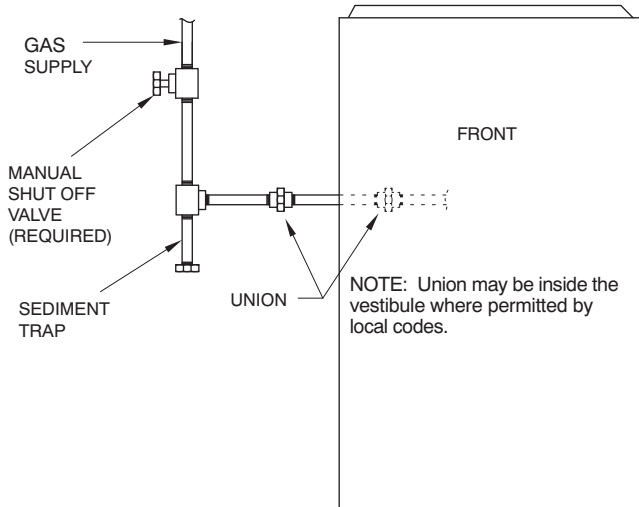 GAS
SUPPLY
FRONT
MANUAL
SHUT OFF
VALVE
(REQUIRED)
SEDIMENT
TRAP
UNION
NOTE: Union may be inside the
vestibule where permitted by
local codes.